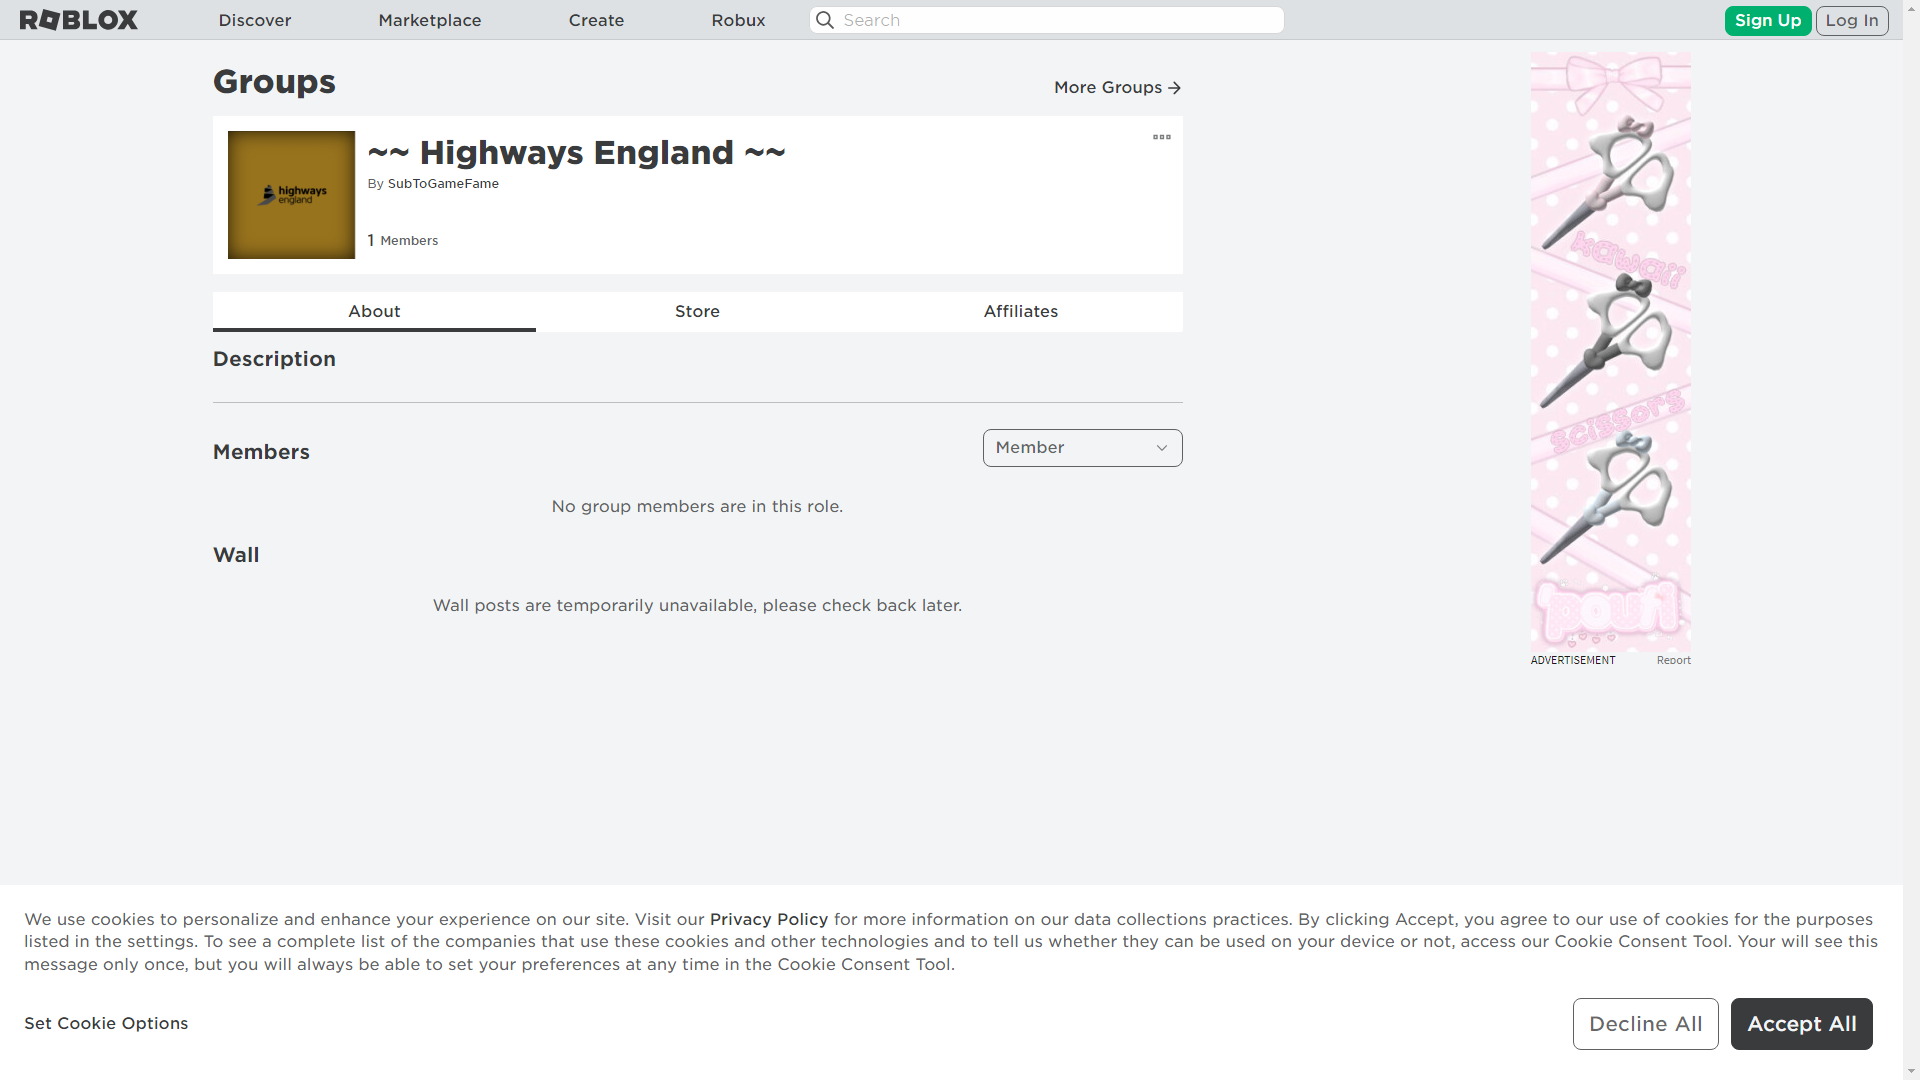 ROBLOX
Discover
Marketplace
Create
Robux
Search
Sign Up
Log In
Groups
More Groups
highways
england
~~ Highways England ~~
By SubToGameFame
1 Members
About
Store
Affiliates
Description
Members
Member
No group members are in this role.
Wall
Wall posts are temporarily unavailable, please check back later.
kawaii
scissors
pouf!
ADVERTISEMENT
Report
We use cookies to personalize and enhance your experience on our site. Visit our Privacy Policy for more information on our data collections practices. By clicking Accept, you agree to our use of cookies for the purposes
listed in the settings. To see a complete list of the companies that use these cookies and other technologies and to tell us whether they can be used on your device or not, access our Cookie Consent Tool. Your will see this
message only once, but you will always be able to set your preferences at any time in the Cookie Consent Tool.
Set Cookie Options
Decline All
Accept All